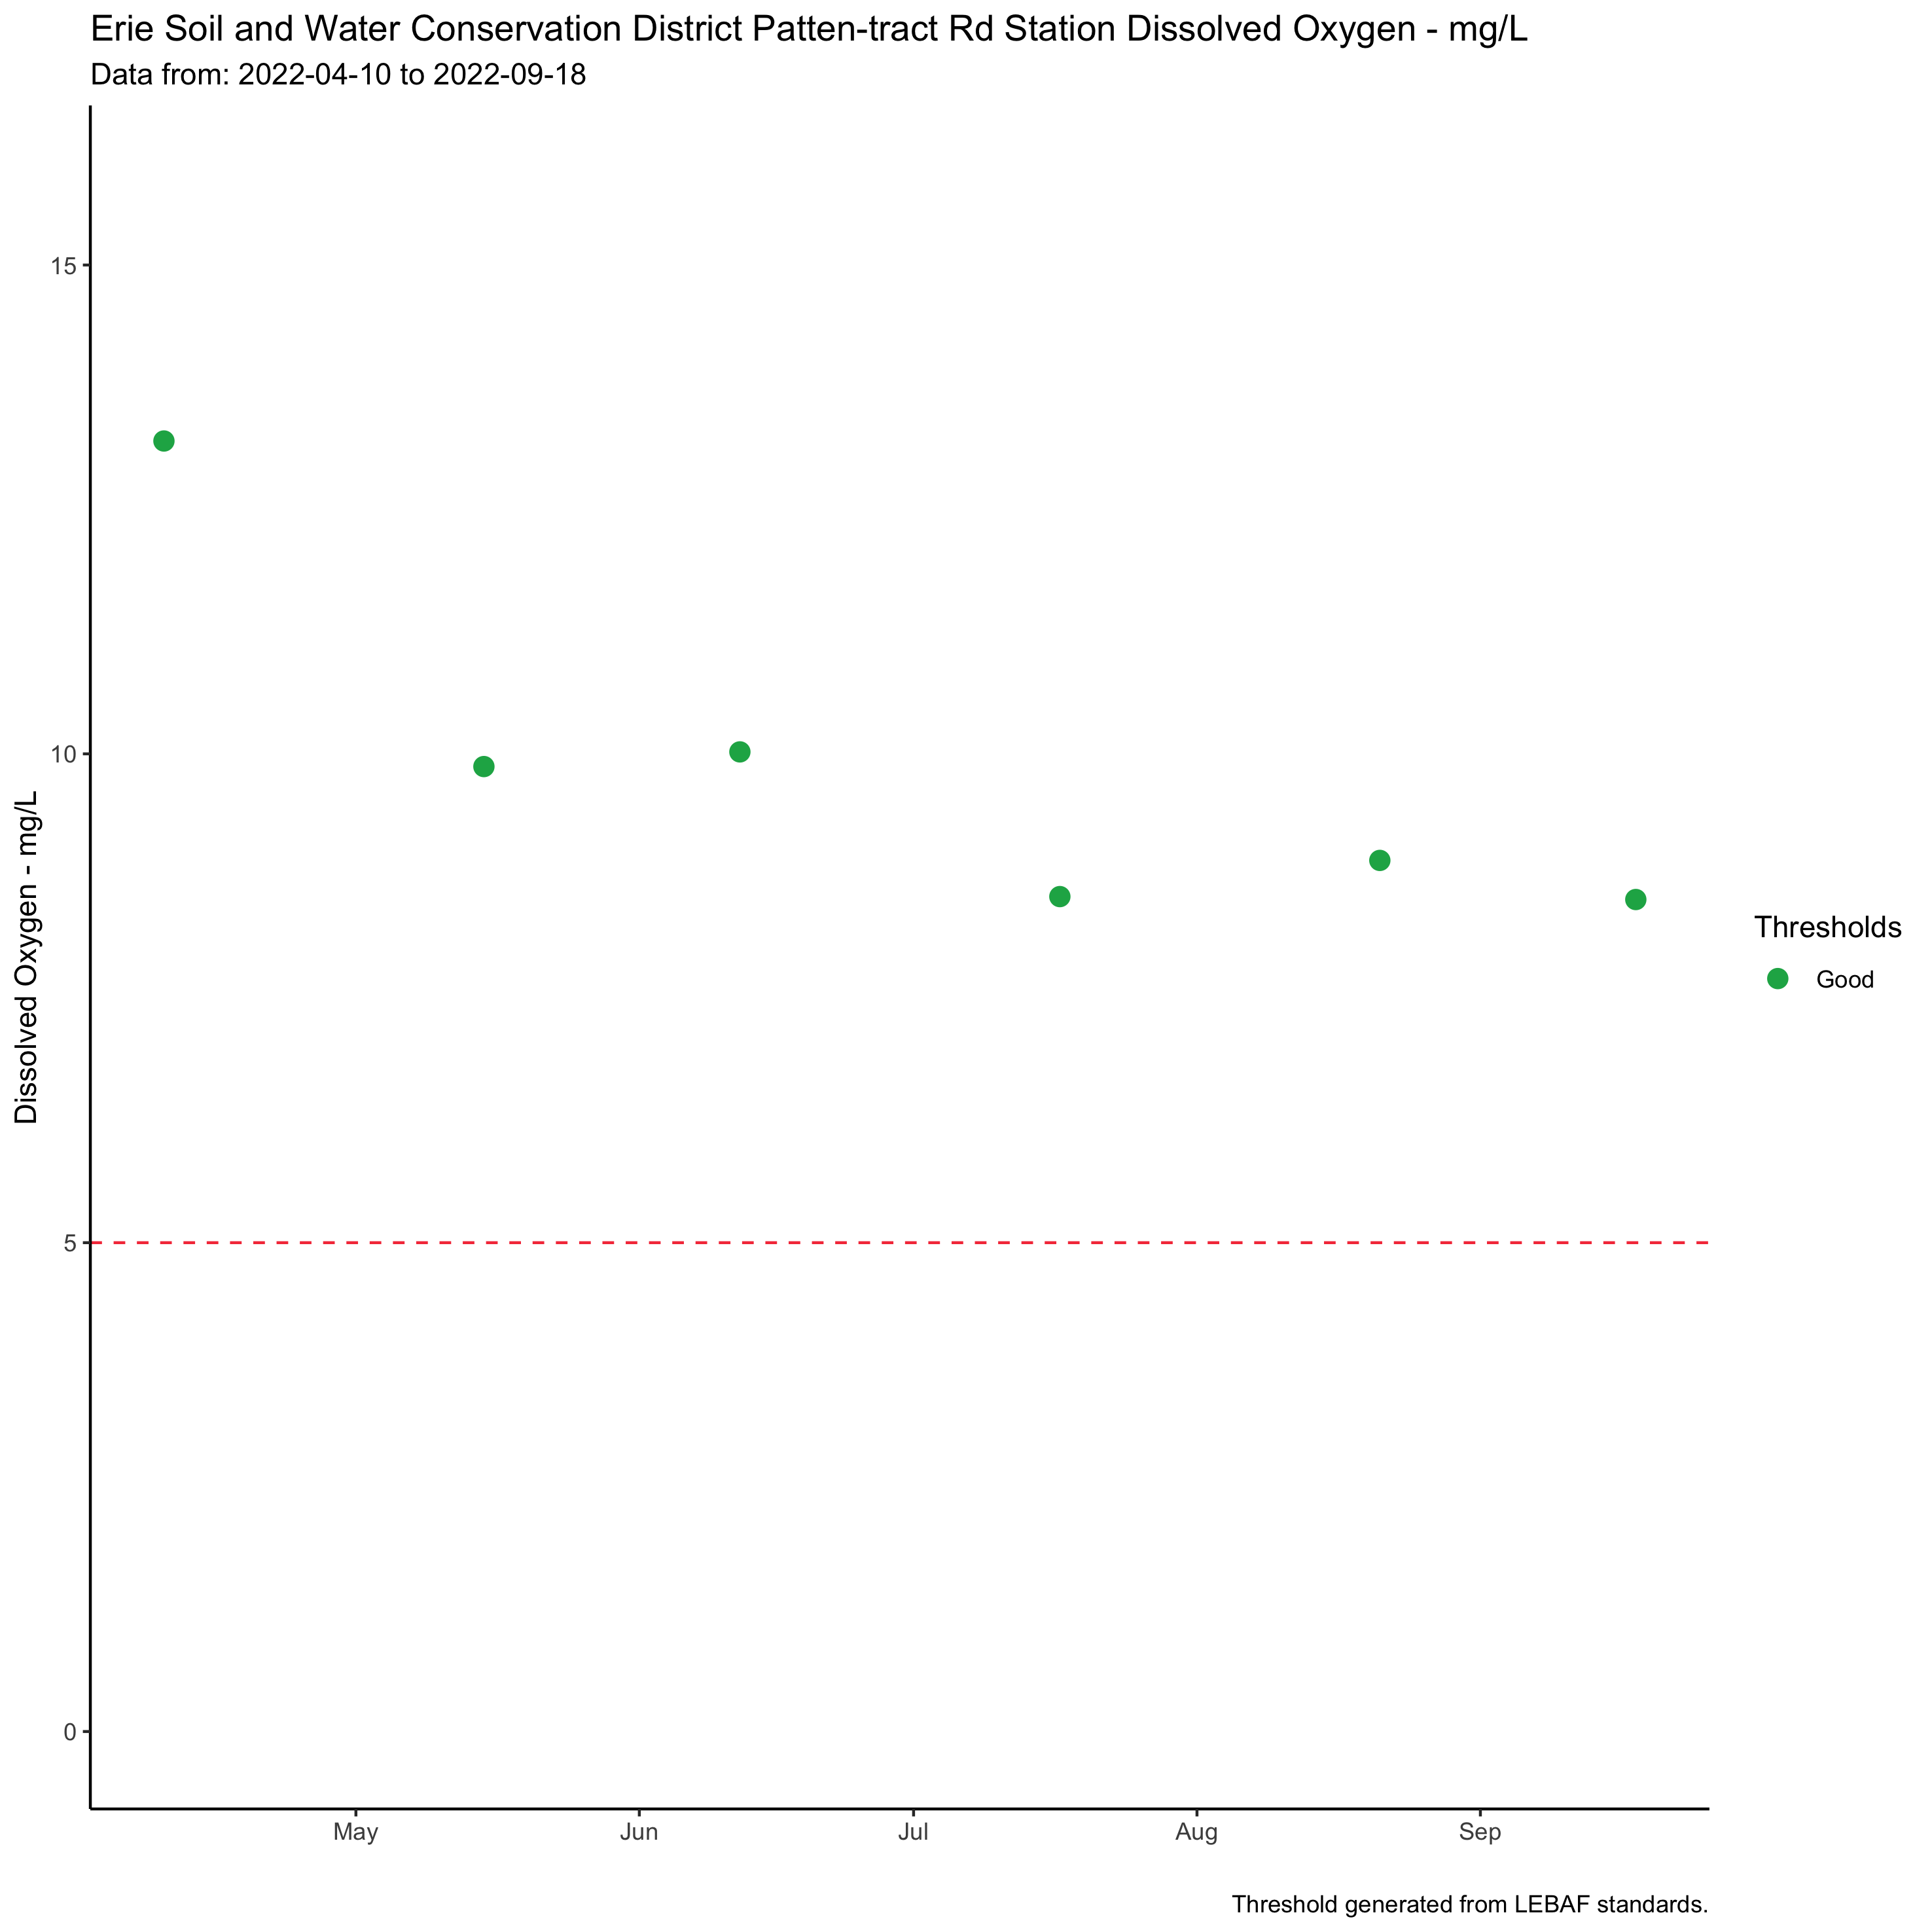 Erie Soil and Water Conservation District Patten-tract Rd Station Dissolved Oxygen - mg/L
Data from: 2022-04-10 to 2022-09-18
15
10
5
0
Dissolved Oxygen - mg/L
May Jun Jul Aug Sep
Thresholds
Good
Threshold generated from LEBAF standards.